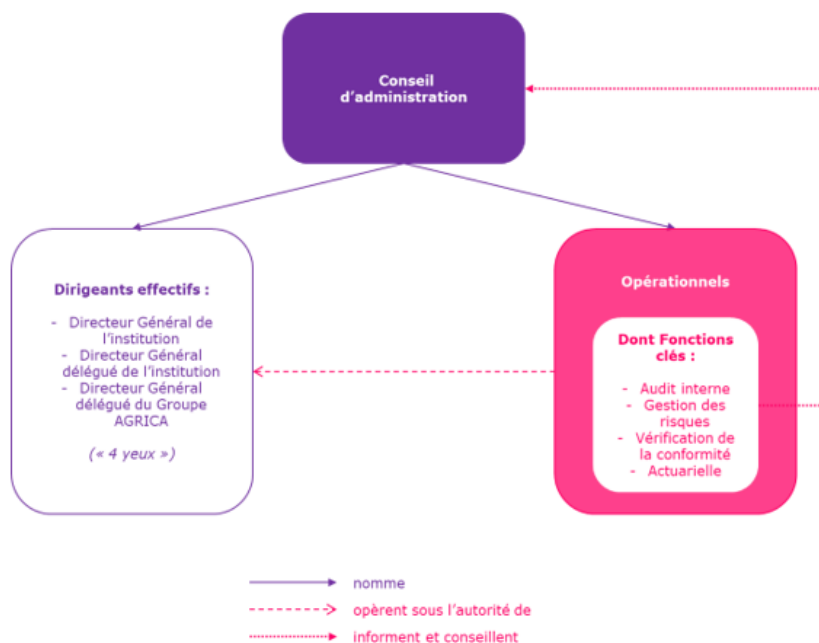 Conseil
d'administration
Dirigeants effectifs :
- Directeur Général de
l'institution
- Directeur Général
délégué de l'institution
- Directeur Général
délégué du Groupe
AGRICA
(« 4 yeux »)
Opérationnels
Dont Fonctions
clés :
- Audit interne
- Gestion des
risques
- Vérification de
la conformité
- Actuarielle
nomme
opèrent sous l'autorité de
informent et conseillent